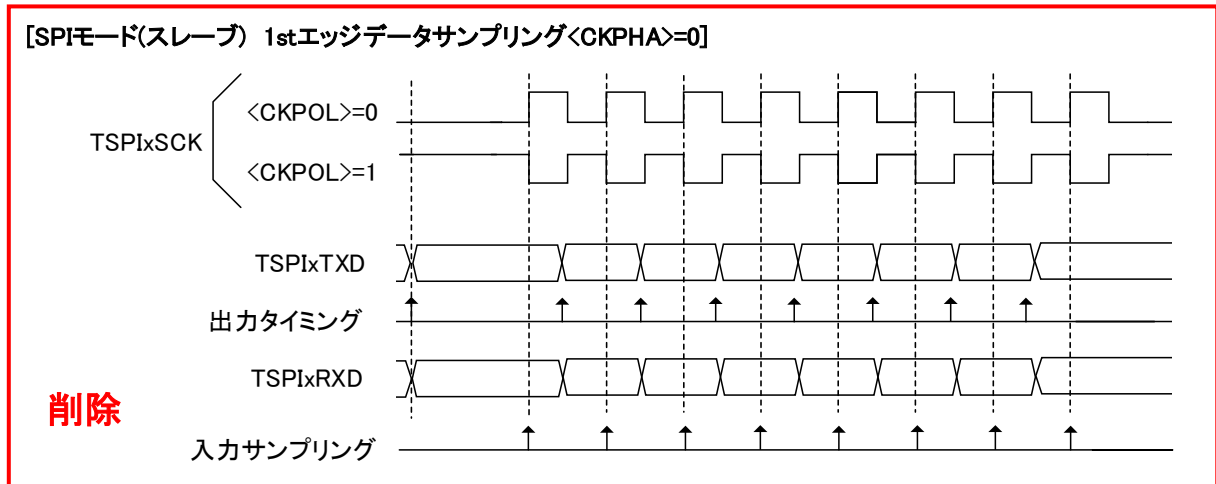 [SPIモード(スレーブ) 1stエッジデータサンプリング<CKPHA>=0]
<CKPOL>=0
TSPIxSCK
<CKPOL>=1
TSPIxTXD
出力タイミング
TSPIxRXD
削除
入力サンプリング